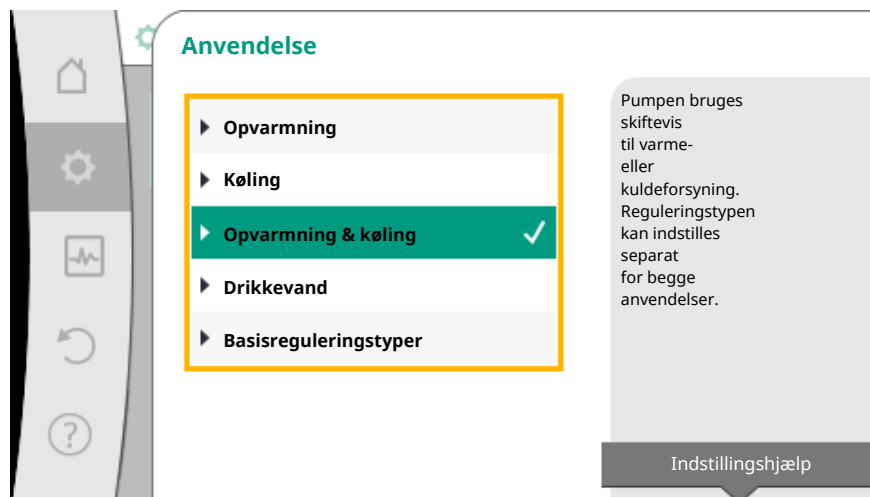 Anvendelse
Opvarmning
Køling
Opvarmning & køling
Drikkevand
Basisreguleringstyper
Pumpen bruges
skiftevis
til varme-
eller
kuldeforsyning.
Reguleringstypen
kan indstilles
separat
for begge
anvendelser.
Indstillingshjælp